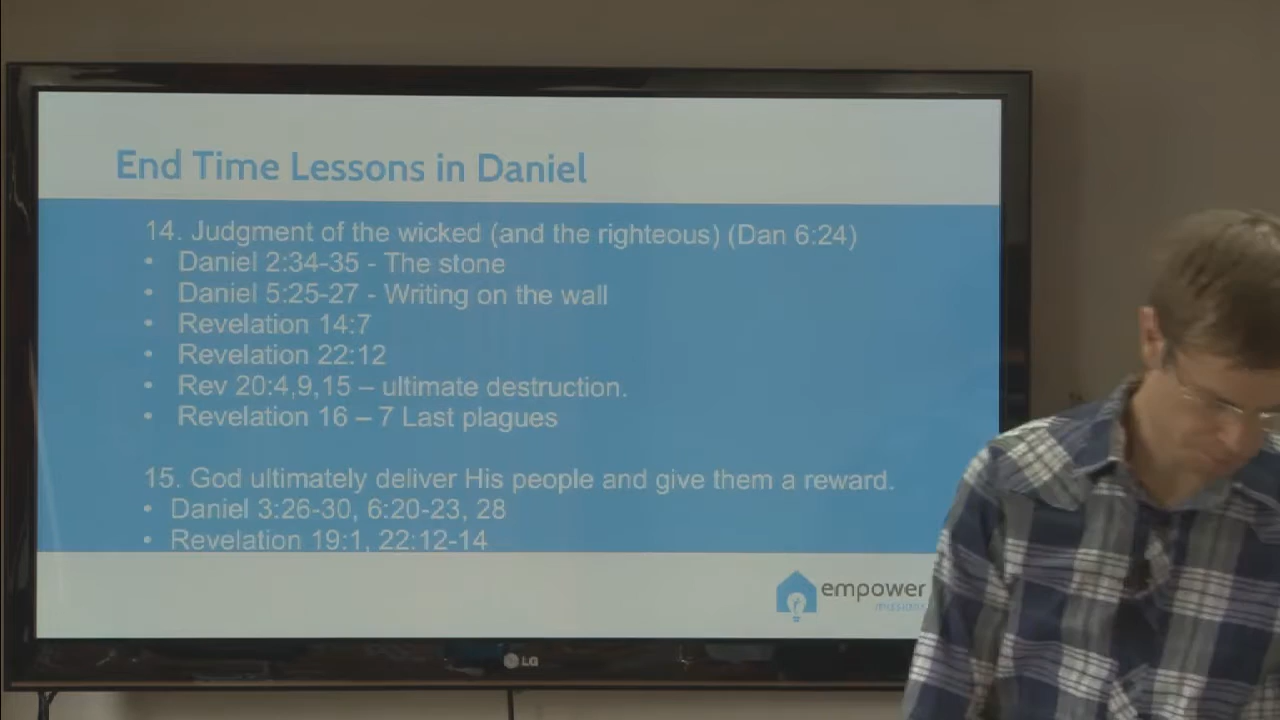 End Time Lessons in Daniel
14. Judgment of the wicked (and the righteous) (Dan 6:24)
• Daniel 2:34-35 - The stone
• Daniel 5:25-27 - Writing on the wall
• Revelation 14:7
• Revelation 22:12
• Rev 20:4,9,15 – ultimate destruction.
• Revelation 16 – 7 Last plagues
15. God ultimately deliver His people and give them a reward.
• Daniel 3:26-30, 6:20-23, 28
• Revelation 19:1, 22:12-14
empower
LG